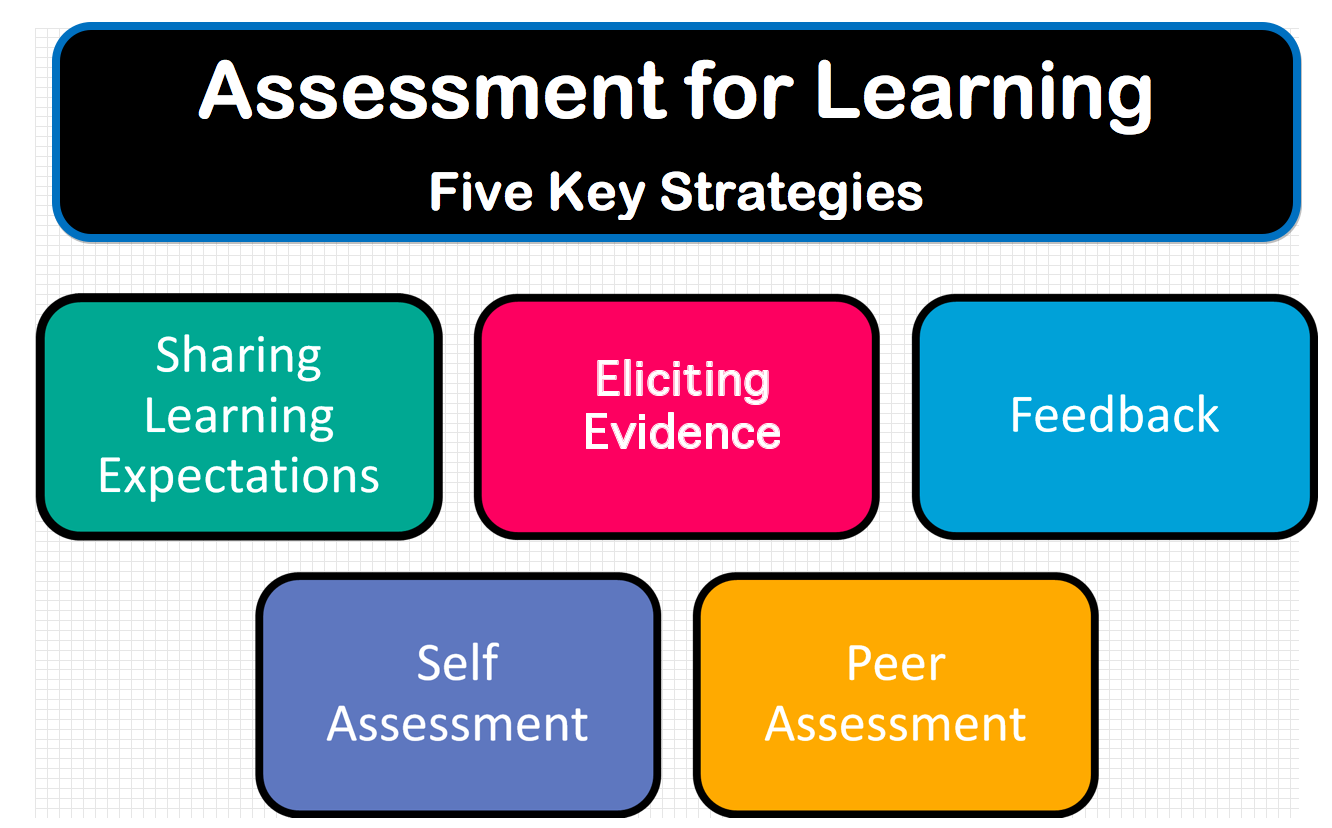 Assessment for Learning
Five Key Strategies
Sharing
Learning
Expectations
Eliciting
Evidence
Feedback
Self
Assessment
Peer
Assessment